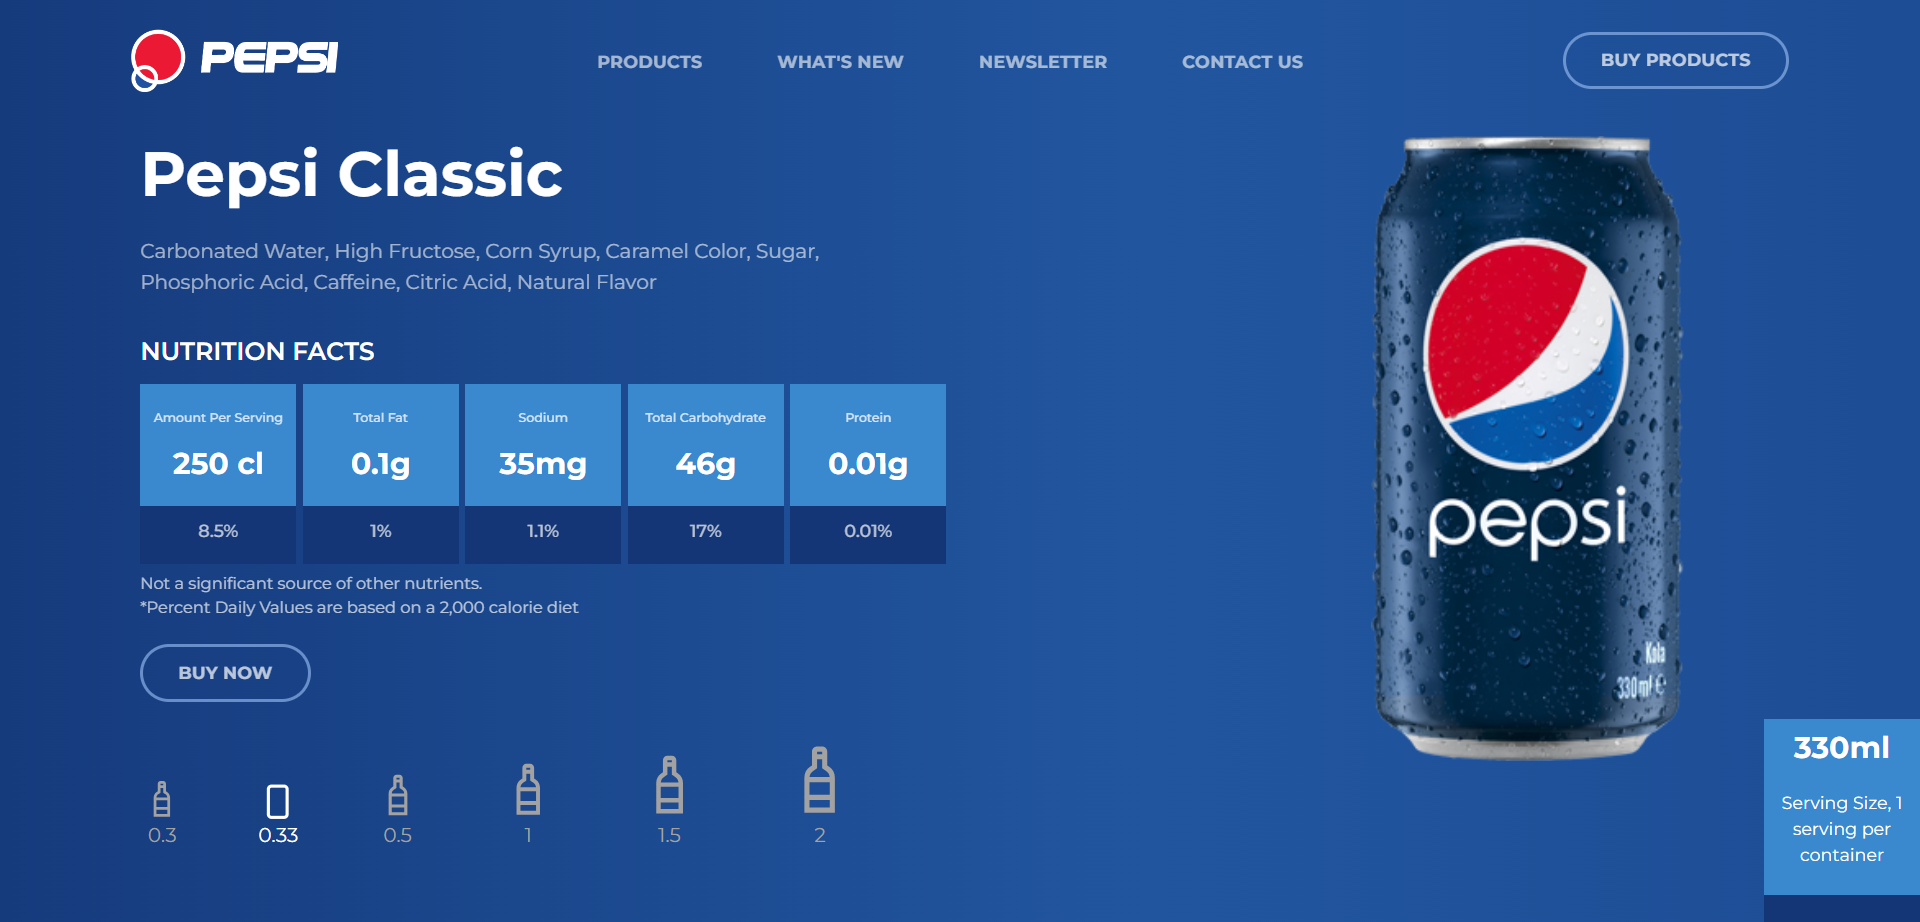 PEPSI
PRODUCTS
WHAT'S NEW
NEWSLETTER
CONTACT US
BUY PRODUCTS
Pepsi Classic
Carbonated Water, High Fructose, Corn Syrup, Caramel Color, Sugar,
Phosphoric Acid, Caffeine, Citric Acid, Natural Flavor
NUTRITION FACTS
Amount Per Serving
250 cl
8.5%
Total Fat
0.1g
1%
Sodium
35mg
1.1%
Total Carbohydrate
46g
17%
Protein
0.01g
0.01%
Not a significant source of other nutrients.
*Percent Daily Values are based on a 2,000 calorie diet
BUY NOW
0.3
0.33
0.5
1
1.5
2
pepsi
Kola
330 ml e
330ml
Serving Size, 1
serving per
container